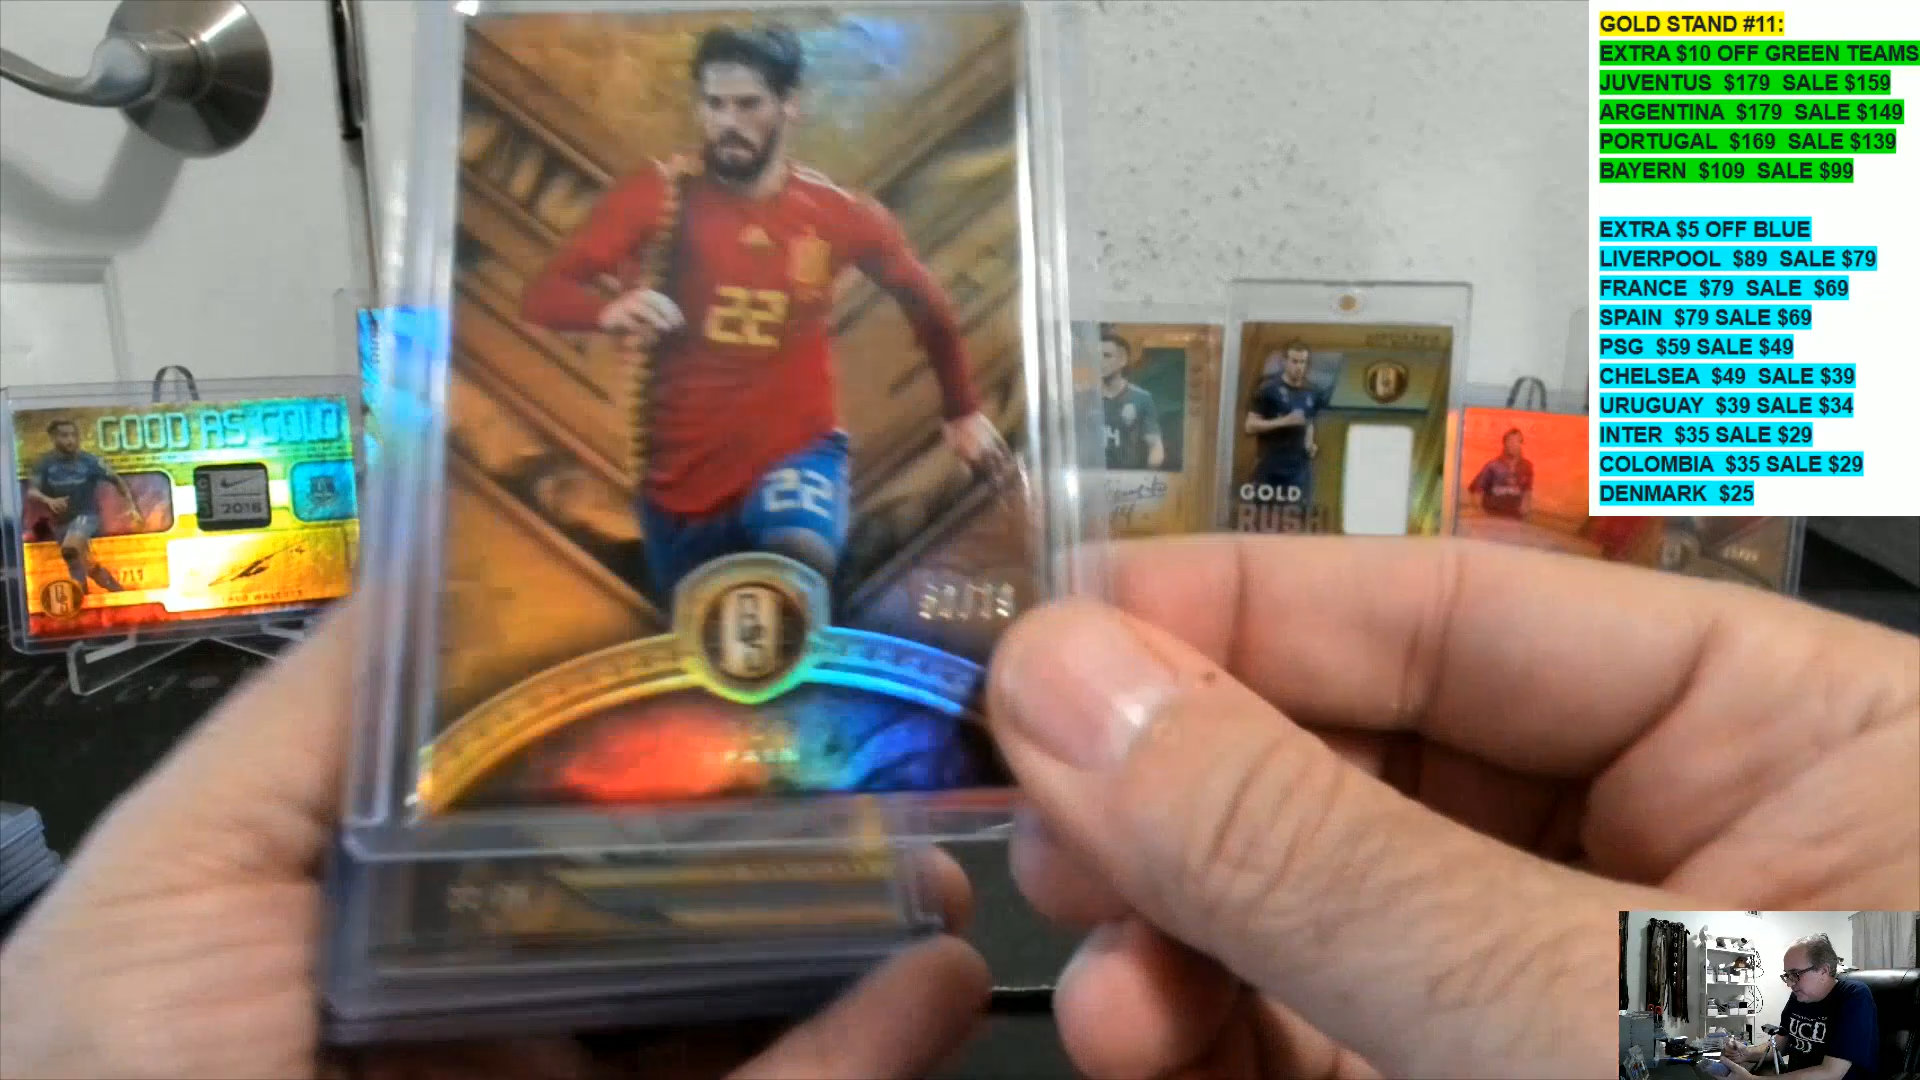 GOLD STAND #11:
EXTRA $10 OFF GREEN TEAMS
JUVENTUS $179 SALE $159
ARGENTINA $179 SALE $149
PORTUGAL $169 SALE $139
BAYERN $109 SALE $99
EXTRA $5 OFF BLUE
LIVERPOOL $89 SALE $79
FRANCE $79 SALE $69
SPAIN $79 SALE $69
PSG $59 SALE $49
CHELSEA $49 SALE $39
URUGUAY $39 SALE $34
INTER $35 SALE $29
COLOMBIA $35 SALE $29
DENMARK $25
22
22
SPAIN
GOOD AS GOLD
2018
GOLD
RUSH
UCD